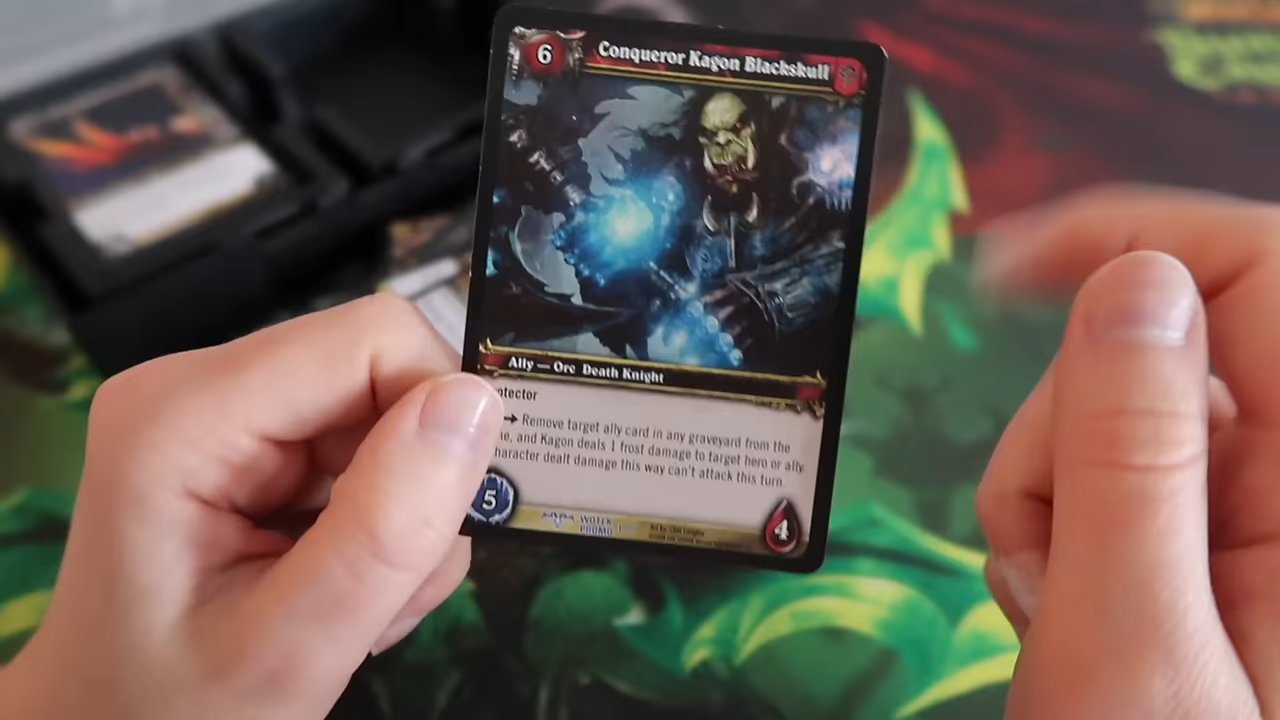 6
Conqueror Kagon Blackskull
Ally — Orc Death Knight
otector
Remove target ally card in any graveyard from the
ne, and Kagon deals 1 frost damage to target hero or ally
haracter dealt damage this way can't attack this turn.
5
WOTLK
PROMO
4